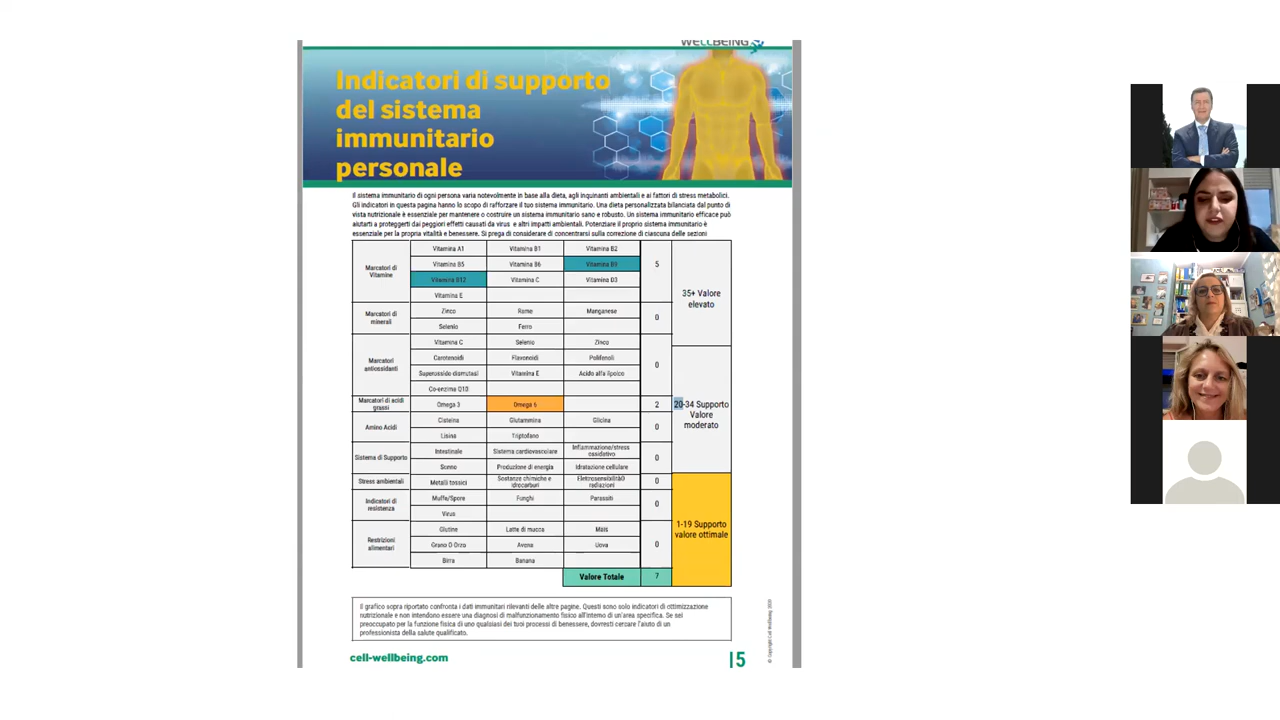 WELLBEING
Indicatori di supporto
del sistema
immunitario
personale
Il sistema immunitario di ogni persona varia notevolmente in base alla dieta, agli inquinanti ambientali e ai fattori di stress metabolici.
Gli indicatori in questa pagina hanno lo scopo di rafforzare il tuo sistema immunitario. Una dieta personalizzata bilanciata dal punto di
vista nutrizionale è essenziale per mantenere o costruire un sistema immunitario sano e robusto. Un sistema immunitario efficace può
aiutarti a proteggerti dai peggiori effetti causati da virus e altri impatti ambientali. Potenziare il proprio sistema immunitario è
essenziale per la propria vitalità e benessere. Si prega di considerare di concentrarsi sulla correzione di ciascuna delle sezioni
Marcatori di
Vitamine
Vitamina A1 Vitamina B1 Vitamina B2
Vitamina B5 Vitamina B6 Vitamina B9
Vitamina B12 Vitamina C Vitamina D3
Vitamina E
5
Marcatori di
minerali
Zinco Rame Manganese
Selenio Ferro
0
35+ Valore
elevato
Marcatori
antiossidanti
Vitamina C Selenio Zinco
Carotenoidi Flavonoidi Polifenoli
Superossido dismutasi Vitamina E Acido alfa lipoico
Co-enzima Q10
0
Marcatori di acidi
grassi
Omega 3 Omega 6
2
20-34 Supporto
Valore
moderato
Amino Acidi
Cisteina Glutammina Glicina
Lisina Triptofano
0
Sistema di Supporto
Intestinale Sistema cardiovascolare Infiammazione/stress
ossidativo
Sonno Produzione di energia Idratazione cellulare
0
Stress ambientali
Metalli tossici Sostanze chimiche e
idrocarburi
radiazioni
0
Indicatori di
resistenza
Muffe/Spore Funghi Parassiti
Virus
0
Restrizioni
alimentari
Glutine Latte di mucca Mais
Grano O Orzo Avena Uova
Birra Banana
0
1-19 Supporto
valore ottimale
Valore Totale 7
Il grafico sopra riportato confronta i dati immunitari rilevanti delle altre pagine. Questi sono solo indicatori di ottimizzazione
nutrizionale e non intendono essere una diagnosi di malfunzionamento fisico all'interno di un'area specifica. Se sei
preoccupato per la funzione fisica di uno qualsiasi dei tuoi processi di benessere, dovresti cercare l'aiuto di un
professionista della salute qualificato.
cell-wellbeing.com
|5
© Copyright Cell Wellbeing 2020